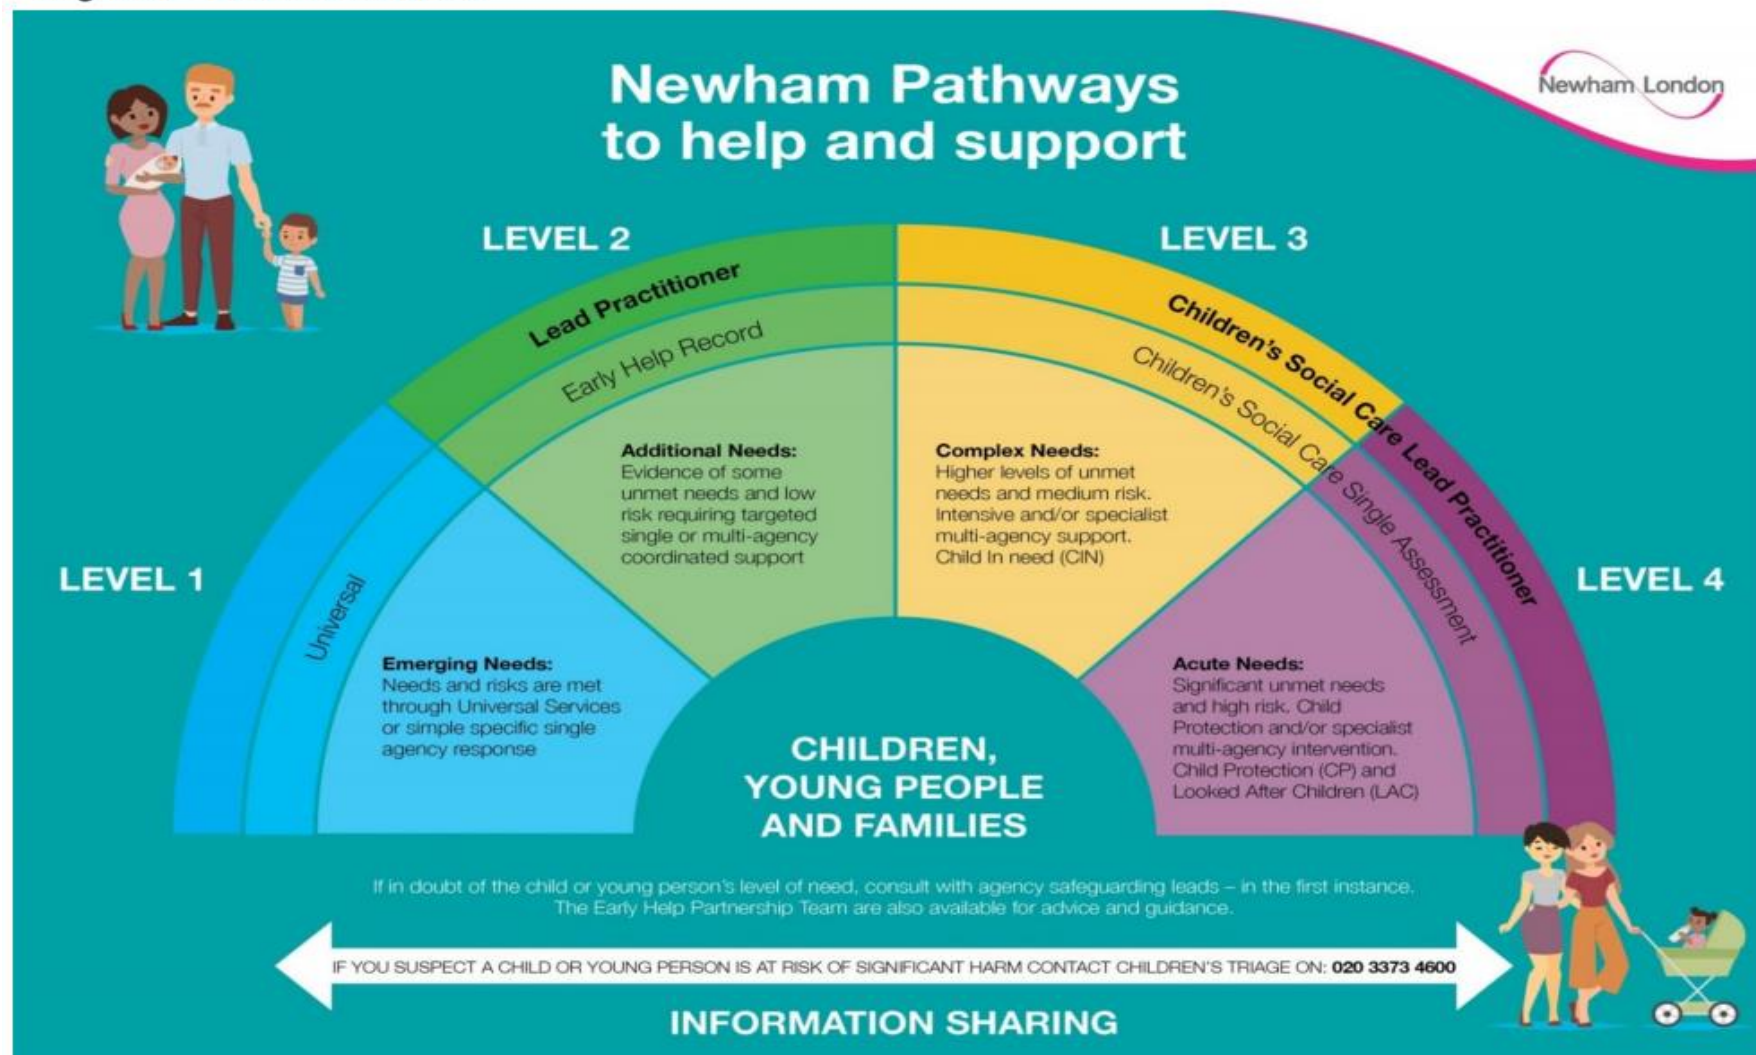 Newham Pathways
to help and support
Newham London
LEVEL 1
Universal
Emerging Needs:
Needs and risks are met
through Universal Services
or simple specific single
agency response
LEVEL 2
Lead Practitioner
Early Help Record
Additional Needs:
Evidence of some
unmet needs and low
risk requiring targeted
single or multi-agency
coordinated support
LEVEL 3
Children's Social Care Lead Practitioner
Children's Social Care Single Assessment
Complex Needs:
Higher levels of unmet
needs and medium risk.
Intensive and/or specialist
multi-agency support.
Child In need (CIN)
LEVEL 4
Acute Needs:
Significant unmet needs
and high risk. Child
Protection and/or specialist
multi-agency intervention.
Child Protection (CP) and
Looked After Children (LAC)
CHILDREN,
YOUNG PEOPLE
AND FAMILIES
If in doubt of the child or young person's level of need, consult with agency safeguarding leads – in the first instance.
The Early Help Partnership Team are also available for advice and guidance.
IF YOU SUSPECT A CHILD OR YOUNG PERSON IS AT RISK OF SIGNIFICANT HARM CONTACT CHILDREN'S TRIAGE ON: 020 3373 4600
INFORMATION SHARING